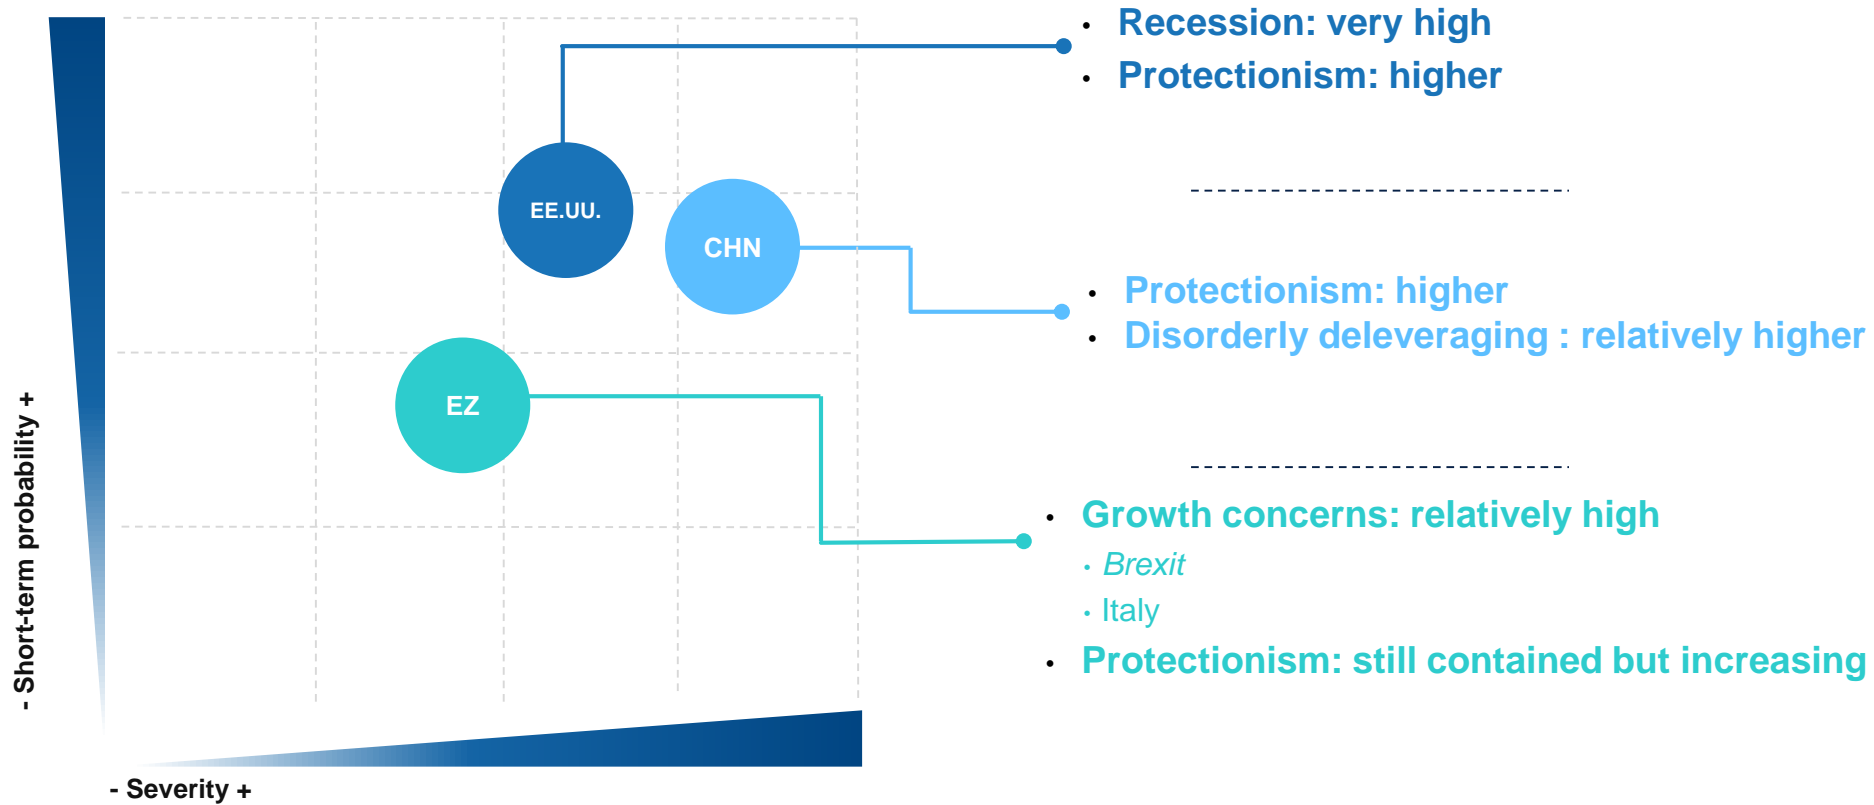 • Recession: very high
• Protectionism: higher
EE.UU.
CHN
• Protectionism: higher
• Disorderly deleveraging : relatively higher
EZ
- Short-term probability +
• Growth concerns: relatively high
• Brexit
• Italy
• Protectionism: still contained but increasing
- Severity +